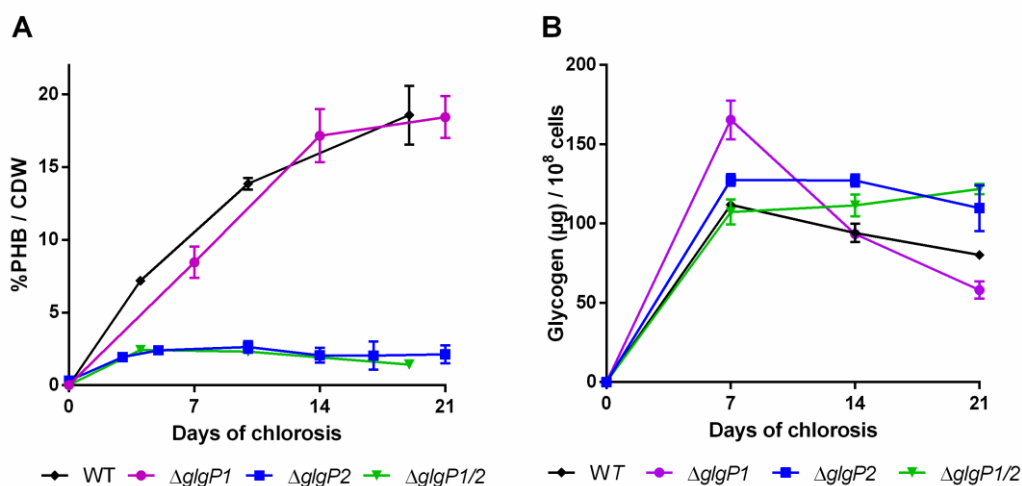 A
%PHB / CDW
20
15
10
5
0
0 7 14 21
Days of chlorosis
WT ΔglgP1 ΔglgP2 ΔglgP1/2
B
Glycogen (µg) / 10⁸ cells
200
150
100
50
0
0 7 14 21
Days of chlorosis
WT ΔglgP1 ΔglgP2 ΔglgP1/2